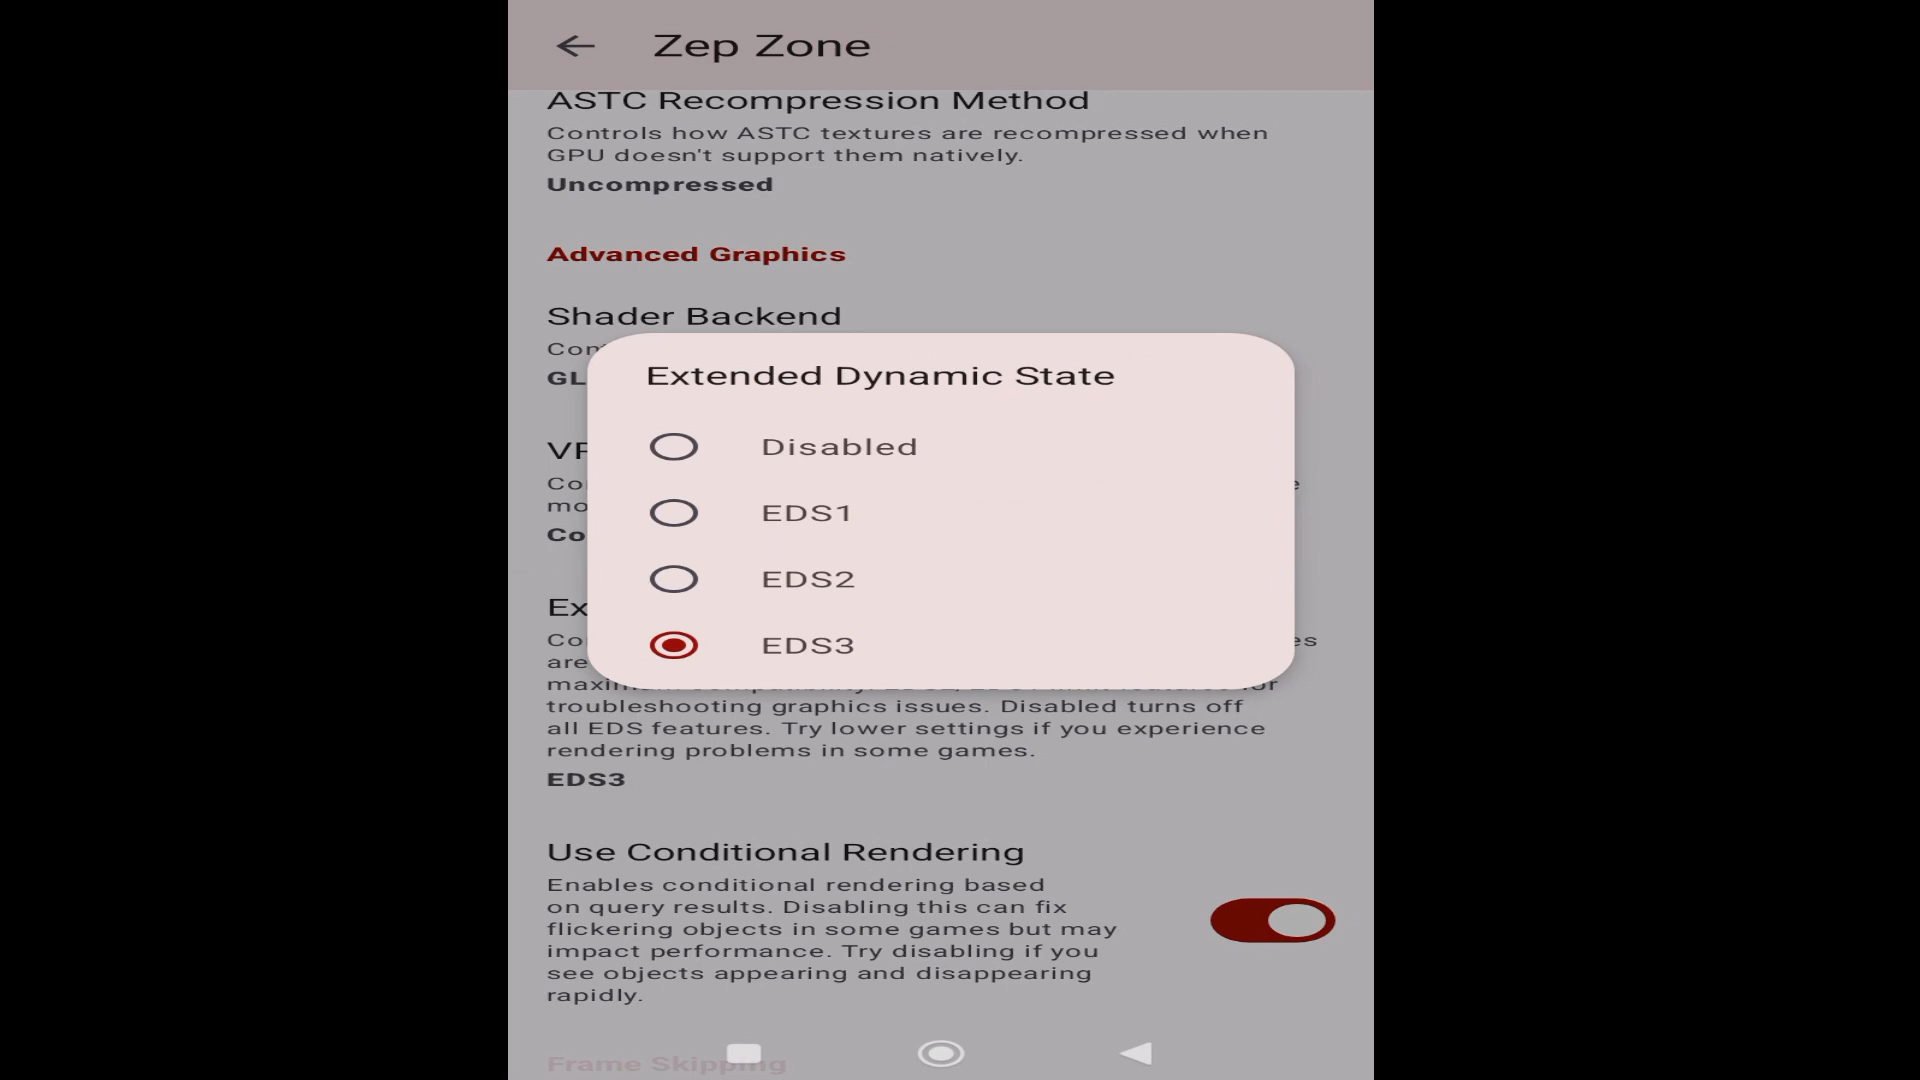 Zep Zone
ASTC Recompression Method
Controls how ASTC textures are recompressed when
GPU doesn't support them natively.
Uncompressed
Advanced Graphics
Shader Backend
Extended Dynamic State
Disabled
EDS1
EDS2
EDS3
troubleshooting graphics issues. Disabled turns off
all EDS features. Try lower settings if you experience
rendering problems in some games.
EDS3
Use Conditional Rendering
Enables conditional rendering based
on query results. Disabling this can fix
flickering objects in some games but may
impact performance. Try disabling if you
see objects appearing and disappearing
rapidly.
Frame Skipping